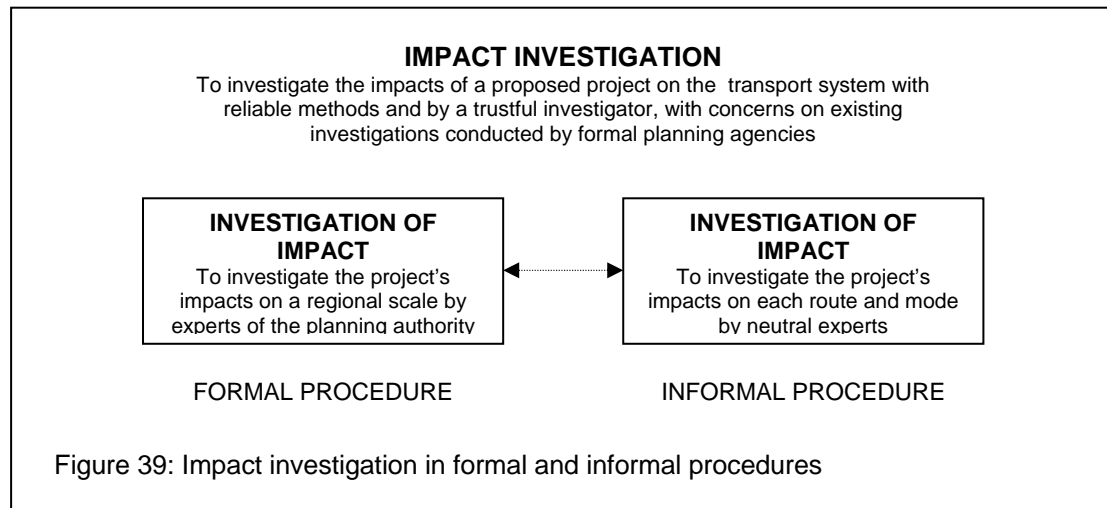 IMPACT INVESTIGATION
To investigate the impacts of a proposed project on the transport system with
reliable methods and by a trustful investigator, with concerns on existing
investigations conducted by formal planning agencies
INVESTIGATION OF
IMPACT
To investigate the project's
impacts on a regional scale by
experts of the planning authority
INVESTIGATION OF
IMPACT
To investigate the project's
impacts on each route and mode
by neutral experts
FORMAL PROCEDURE
INFORMAL PROCEDURE
Figure 39: Impact investigation in formal and informal procedures